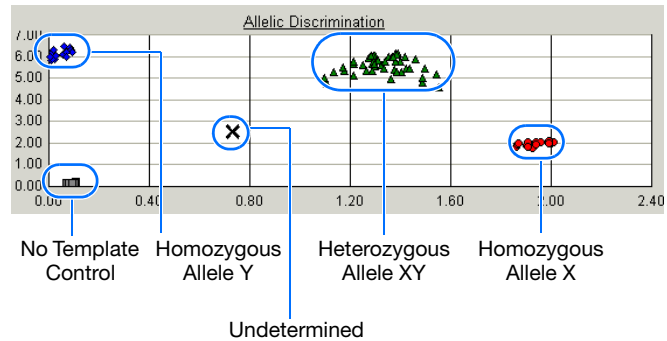 Allelic Discrimination
7.00
6.00
5.00
4.00
3.00
2.00
1.00
0.00
0.00 0.40 0.80 1.20 1.60 2.00 2.40
No Template Control
Homozygous Allele Y
Heterozygous Allele XY
Homozygous Allele X
Undetermined